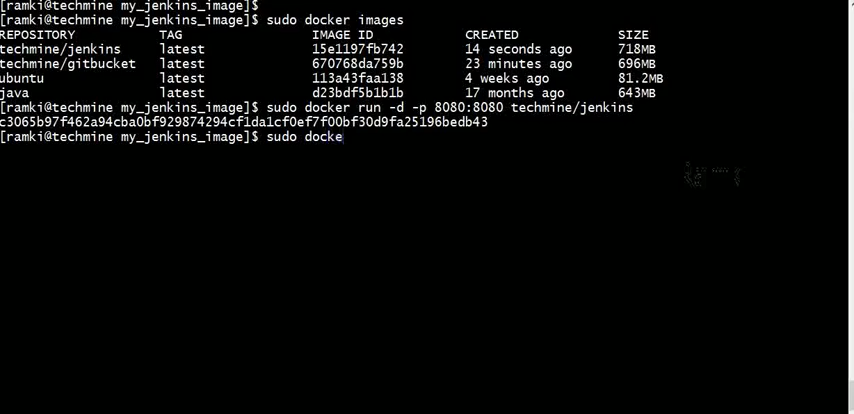 [ramki@techmine my_jenkins_image]$
[ramki@techmine my_jenkins_image]$ sudo docker images
REPOSITORY TAG IMAGE ID CREATED SIZE
techmine/jenkins latest 15e1197fb742 14 seconds ago 718MB
techmine/gitbucket latest 670768da759b 23 minutes ago 696MB
ubuntu latest 113a43faa138 4 weeks ago 81.2MB
java latest d23bdf5b1b1b 17 months ago 643MB
[ramki@techmine my_jenkins_image]$ sudo docker run -d -p 8080:8080 techmine/jenkins
c3065b97f462a94cba0bf929874294cf1da1cf0ef7f00bf30d9fa25196bedb43
[ramki@techmine my_jenkins_image]$ sudo docke